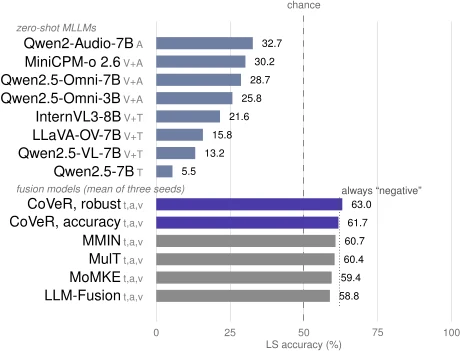 chance
zero-shot MLLMs
Qwen2-Audio-7B A 32.7
MiniCPM-o 2.6 V+A 30.2
Qwen2.5-Omni-7B V+A 28.7
Qwen2.5-Omni-3B V+A 25.8
InternVL3-8B V+T 21.6
LLaVA-OV-7B V+T 15.8
Qwen2.5-VL-7B V+T 13.2
Qwen2.5-7B T 5.5
fusion models (mean of three seeds) always “negative”
CoVeR, robust t,a,v 63.0
CoVeR, accuracy t,a,v 61.7
MMIN t,a,v 60.7
MulT t,a,v 60.4
MoMKE t,a,v 59.4
LLM-Fusion t,a,v 58.8
0 25 50 75 100
LS accuracy (%)